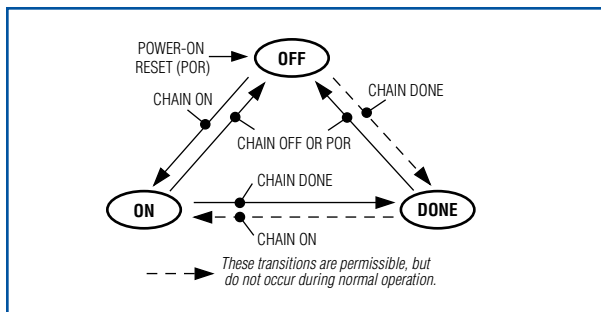 POWER-ON
RESET (POR)
OFF
CHAIN ON
CHAIN DONE
CHAIN OFF OR POR
CHAIN DONE
ON
DONE
CHAIN ON
These transitions are permissible, but
do not occur during normal operation.